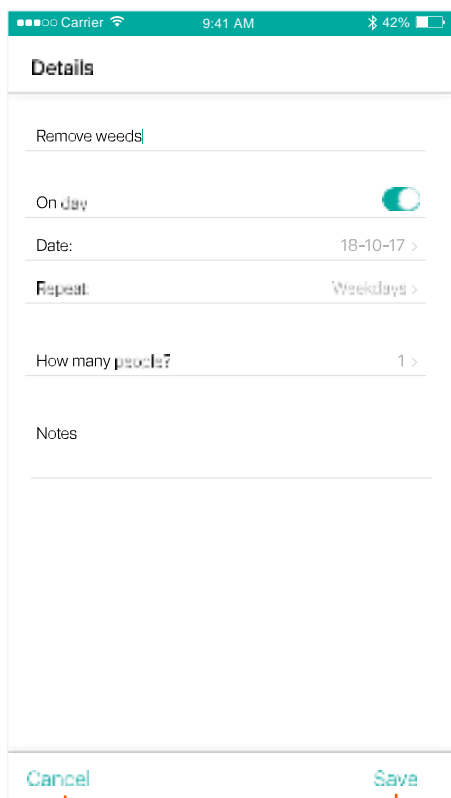 Carrier 9:41 AM 42%
Details
Remove weeds
On day
Date: 18-10-17
Repeat: Weekdays
How many people? 1
Notes
Cancel Save